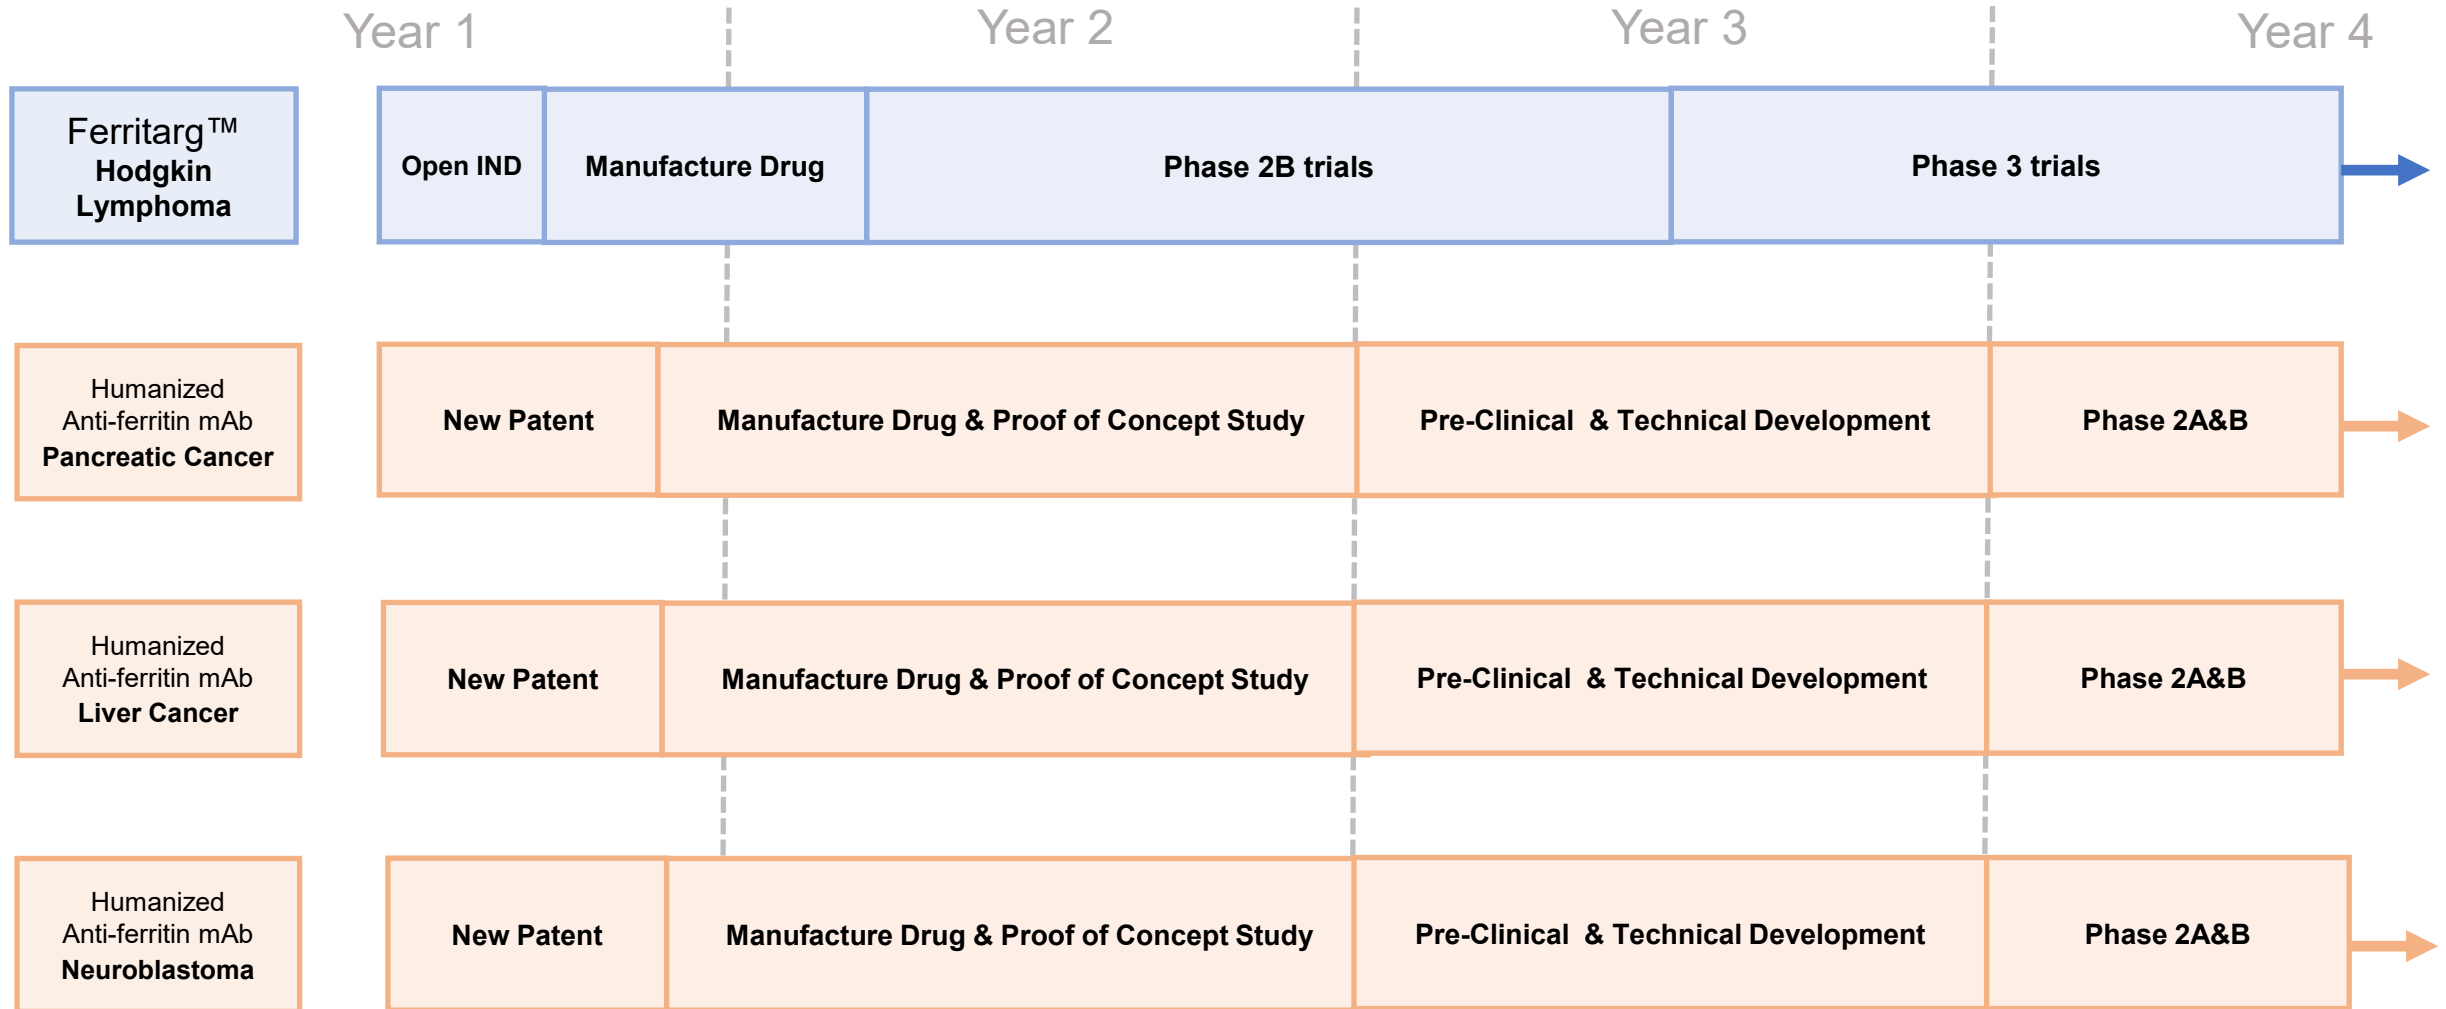 Year 1
Year 2
Year 3
Year 4
Ferritarg™
Hodgkin
Lymphoma
Open IND
Manufacture Drug
Phase 2B trials
Phase 3 trials
Humanized
Anti-ferritin mAb
Pancreatic Cancer
New Patent
Manufacture Drug & Proof of Concept Study
Pre-Clinical & Technical Development
Phase 2A&B
Humanized
Anti-ferritin mAb
Liver Cancer
New Patent
Manufacture Drug & Proof of Concept Study
Pre-Clinical & Technical Development
Phase 2A&B
Humanized
Anti-ferritin mAb
Neuroblastoma
New Patent
Manufacture Drug & Proof of Concept Study
Pre-Clinical & Technical Development
Phase 2A&B